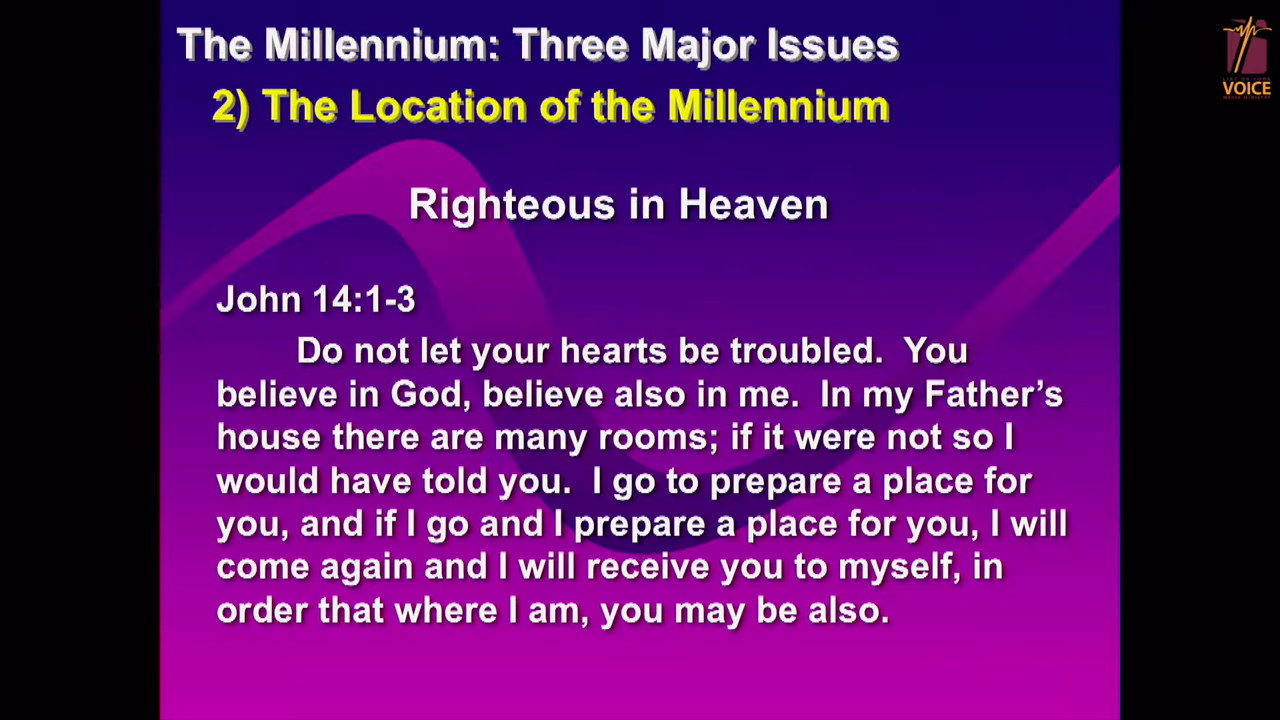 The Millennium: Three Major Issues
2) The Location of the Millennium
Righteous in Heaven
John 14:1-3
Do not let your hearts be troubled. You
believe in God, believe also in me. In my Father’s
house there are many rooms; if it were not so I
would have told you. I go to prepare a place for
you, and if I go and I prepare a place for you, I will
come again and I will receive you to myself, in
order that where I am, you may be also.
VOICE